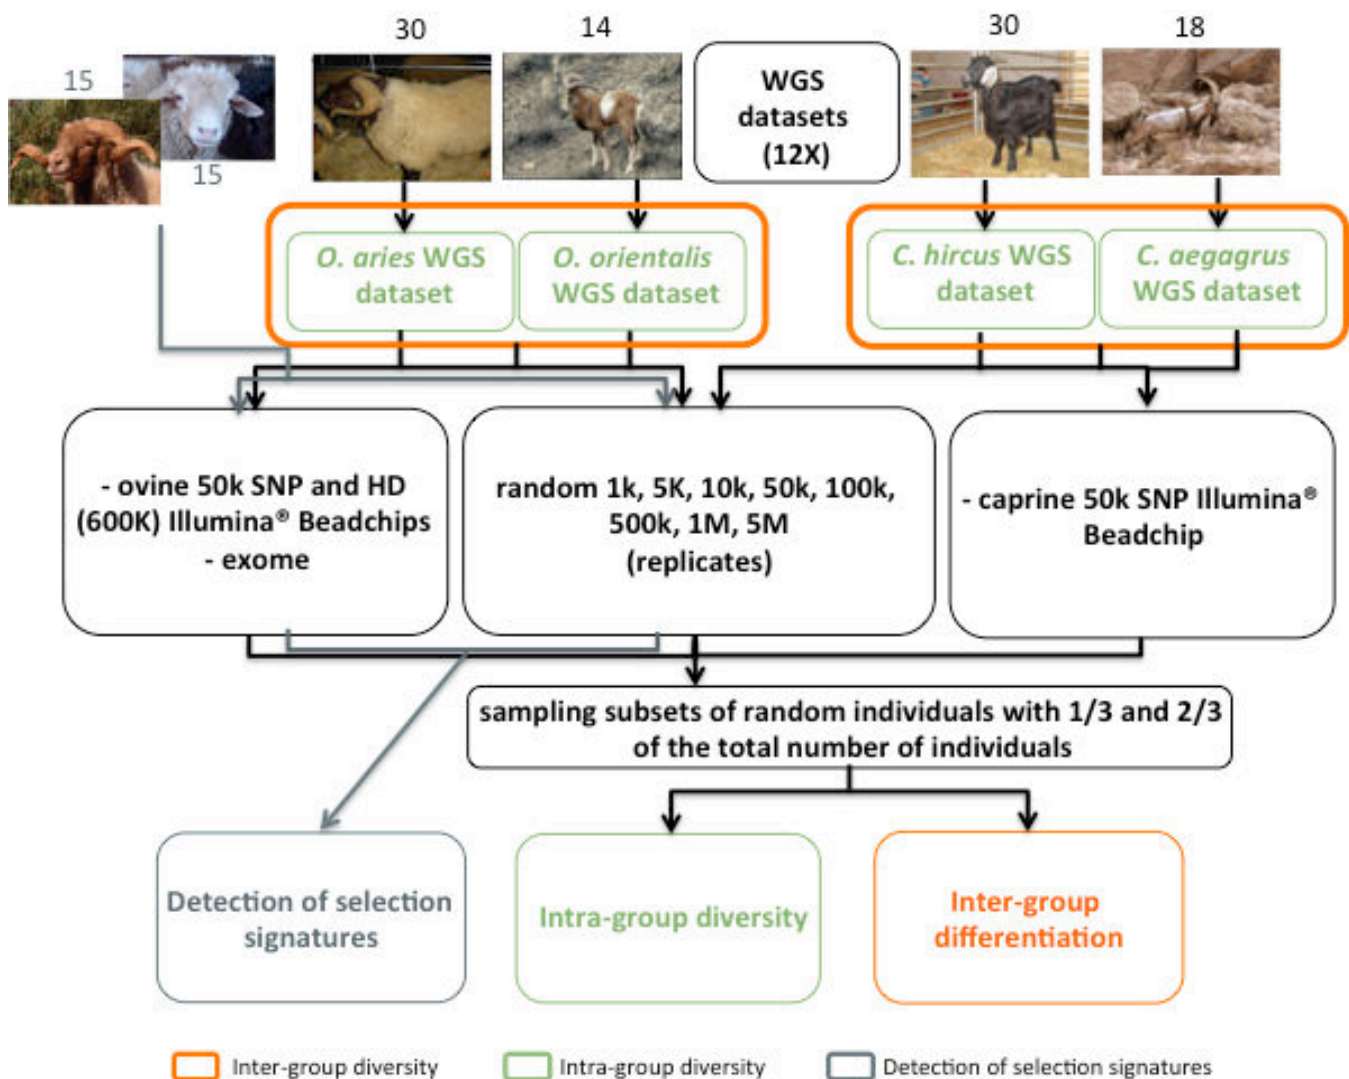 30
14
30
18
15
15
WGS
datasets
(12X)
O. aries WGS
dataset
O. orientalis
WGS dataset
C. hircus WGS
dataset
C. aegagrus
WGS dataset
- ovine 50k SNP and HD
(600K) Illumina® Beadchips
- exome
random 1k, 5K, 10k, 50k, 100k,
500k, 1M, 5M
(replicates)
- caprine 50k SNP Illumina®
Beadchip
sampling subsets of random individuals with 1/3 and 2/3
of the total number of individuals
Detection of selection
signatures
Intra-group diversity
Inter-group
differentiation
Inter-group diversity
Intra-group diversity
Detection of selection signatures